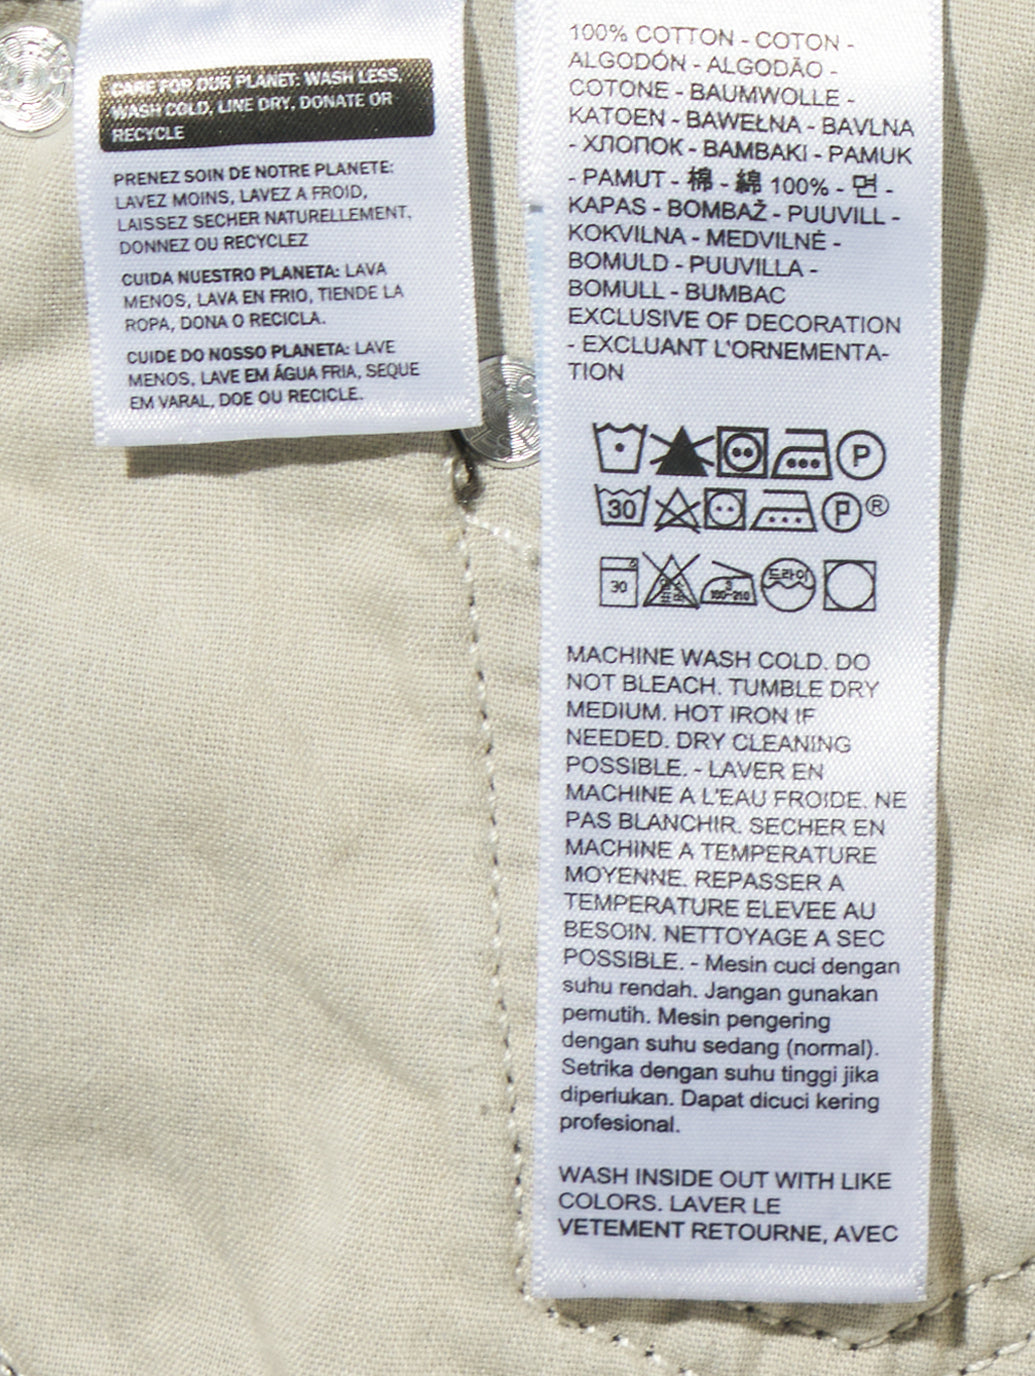 CARE FOR OUR PLANET: WASH LESS,
WASH COLD, LINE DRY, DONATE OR
RECYCLE
PRENEZ SOIN DE NOTRE PLANETE:
LAVEZ MOINS, LAVEZ A FROID,
LAISSEZ SECHER NATURELLEMENT,
DONNEZ OU RECYCLEZ
CUIDA NUESTRO PLANETA: LAVA
MENOS, LAVA EN FRIO, TIENDE LA
ROPA, DONA O RECICLA.
CUIDE DO NOSSO PLANETA: LAVE
MENOS, LAVE EM ÁGUA FRIA, SEQUE
EM VARAL, DOE OU RECICLE.
100% COTTON - COTON -
ALGODÓN - ALGODÃO -
COTONE - BAUMWOLLE -
KATOEN - BAWEŁNA - BAVLNA
- ХЛОПОК - BAMBAKI - PAMUK
- PAMUT - 棉 - 綿 100% - 면 -
KAPAS - BOMBAŽ - PUUVILL -
KOKVILNA - MEDVILNĖ -
BOMULD - PUUVILLA -
BOMULL - BUMBAC
EXCLUSIVE OF DECORATION
- EXCLUANT L'ORNEMENTA-
TION
P
30 P ®
30 염소 표백 3 180~210 드라이
MACHINE WASH COLD. DO
NOT BLEACH. TUMBLE DRY
MEDIUM. HOT IRON IF
NEEDED. DRY CLEANING
POSSIBLE. - LAVER EN
MACHINE A L'EAU FROIDE. NE
PAS BLANCHIR. SECHER EN
MACHINE A TEMPERATURE
MOYENNE. REPASSER A
TEMPERATURE ELEVEE AU
BESOIN. NETTOYAGE A SEC
POSSIBLE. - Mesin cuci dengan
suhu rendah. Jangan gunakan
pemutih. Mesin pengering
dengan suhu sedang (normal).
Setrika dengan suhu tinggi jika
diperlukan. Dapat dicuci kering
profesional.
WASH INSIDE OUT WITH LIKE
COLORS. LAVER LE
VETEMENT RETOURNE, AVEC